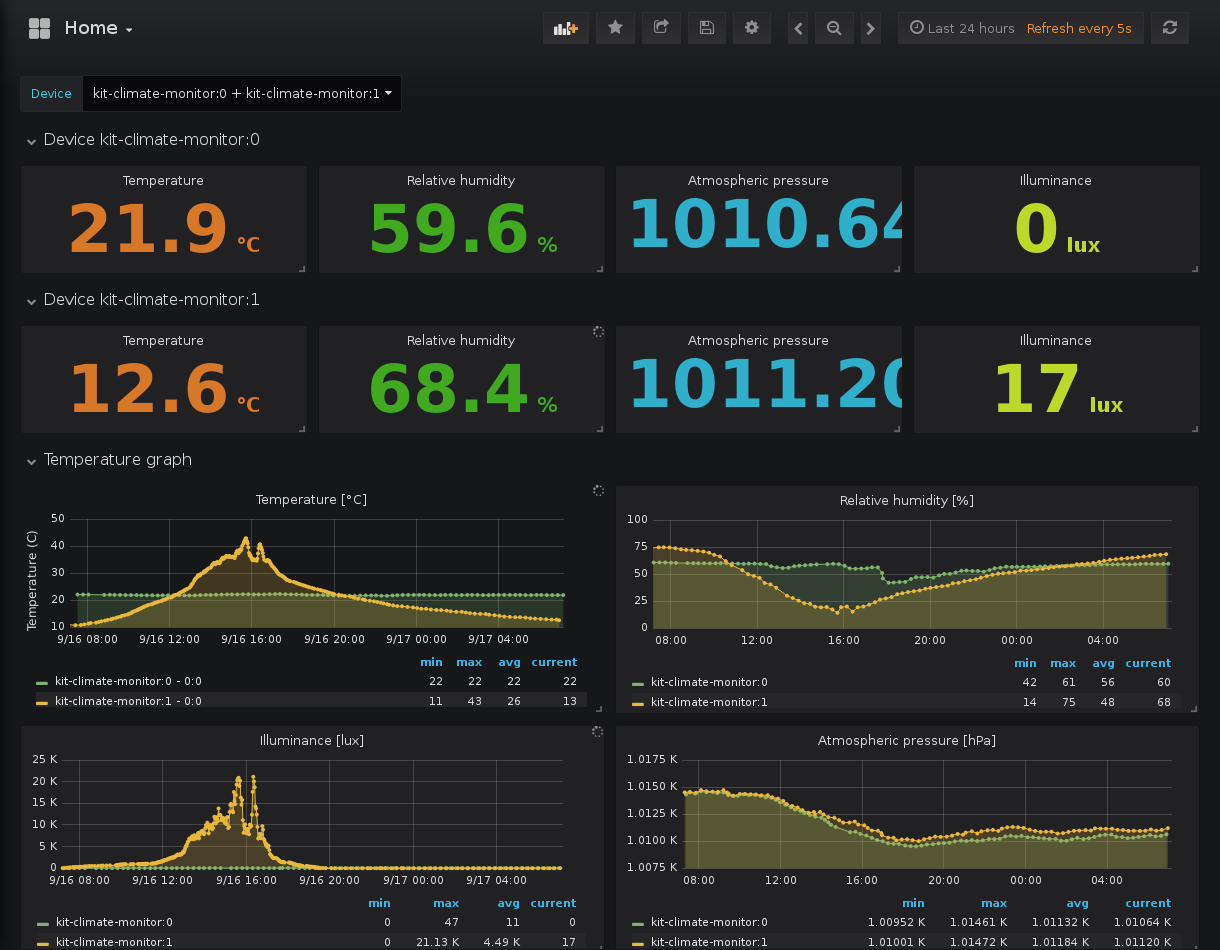 Home
Last 24 hours Refresh every 5s
Device kit-climate-monitor:0 + kit-climate-monitor:1
Device kit-climate-monitor:0
Temperature
21.9 °C
Relative humidity
59.6 %
Atmospheric pressure
1010.64
Illuminance
0 lux
Device kit-climate-monitor:1
Temperature
12.6 °C
Relative humidity
68.4 %
Atmospheric pressure
1011.20
Illuminance
17 lux
Temperature graph
Temperature [°C]
Temperature (C)
50
40
30
20
10
9/16 08:00 9/16 12:00 9/16 16:00 9/16 20:00 9/17 00:00 9/17 04:00
min max avg current
kit-climate-monitor:0 - 0:0 22 22 22 22
kit-climate-monitor:1 - 0:0 11 43 26 13
Relative humidity [%]
100
75
50
25
0
08:00 12:00 16:00 20:00 00:00 04:00
min max avg current
kit-climate-monitor:0 42 61 56 60
kit-climate-monitor:1 14 75 48 68
Illuminance [lux]
25 K
20 K
15 K
10 K
5 K
0
9/16 08:00 9/16 12:00 9/16 16:00 9/16 20:00 9/17 00:00 9/17 04:00
min max avg current
kit-climate-monitor:0 0 47 11 0
kit-climate-monitor:1 0 21.13 K 4.49 K 17
Atmospheric pressure [hPa]
1.0175 K
1.0150 K
1.0125 K
1.0100 K
1.0075 K
08:00 12:00 16:00 20:00 00:00 04:00
min max avg current
kit-climate-monitor:0 1.00952 K 1.01461 K 1.01132 K 1.01064 K
kit-climate-monitor:1 1.01001 K 1.01472 K 1.01184 K 1.01120 K